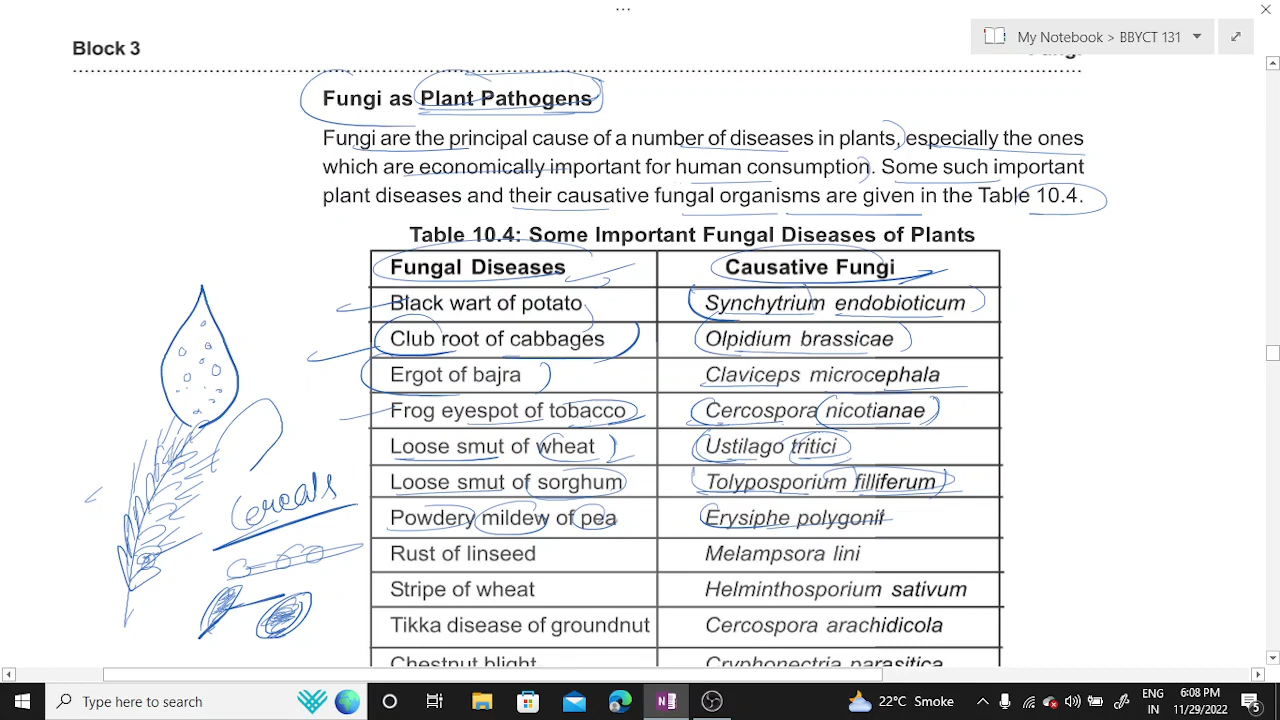 ...
My Notebook > BBYCT 131
Block 3
Fungi as Plant Pathogens
Fungi are the principal cause of a number of diseases in plants, especially the ones
which are economically important for human consumption. Some such important
plant diseases and their causative fungal organisms are given in the Table 10.4.
Table 10.4: Some Important Fungal Diseases of Plants
Fungal Diseases Causative Fungi
Black wart of potato Synchytrium endobioticum
Club root of cabbages Olpidium brassicae
Ergot of bajra Claviceps microcephala
Frog eyespot of tobacco Cercospora nicotianae
Loose smut of wheat Ustilago tritici
Loose smut of sorghum Tolyposporium filliferum
Powdery mildew of pea Erysiphe polygonii
Rust of linseed Melampsora lini
Stripe of wheat Helminthosporium sativum
Tikka disease of groundnut Cercospora arachidicola
Chestnut blight Cryphonectria parasitica
Cereals
Type here to search
22°C Smoke
ENG
IN
6:08 PM
11/29/2022
5